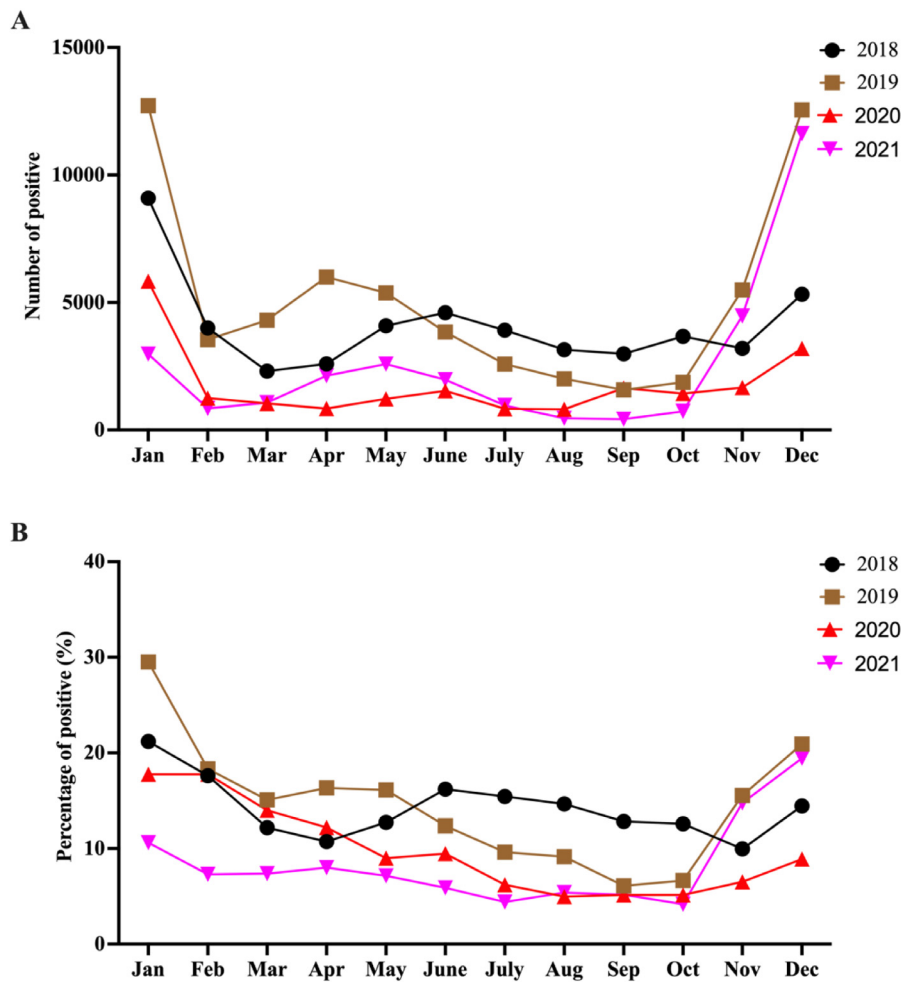 A
Number of positive
15000
10000
5000
0
Jan Feb Mar Apr May June July Aug Sep Oct Nov Dec
2018
2019
2020
2021
B
Percentage of positive (%)
40
30
20
10
0
Jan Feb Mar Apr May June July Aug Sep Oct Nov Dec
2018
2019
2020
2021